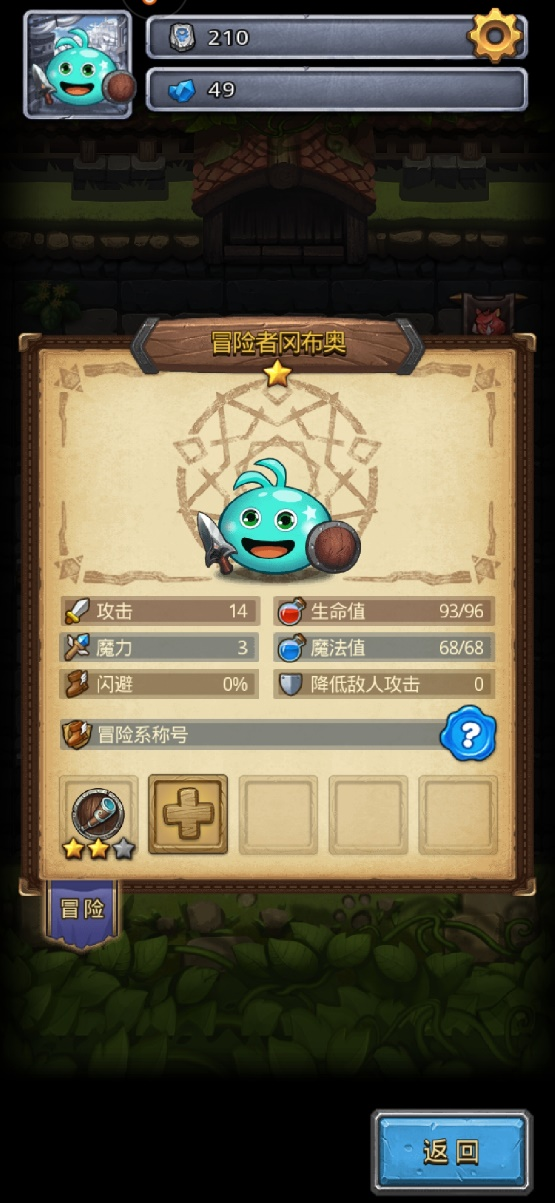 210
49
冒险者冈布奥
攻击 14
生命值 93/96
魔力 3
魔法值 68/68
闪避 0%
降低敌人攻击 0
冒险系称号
?
冒险
返回